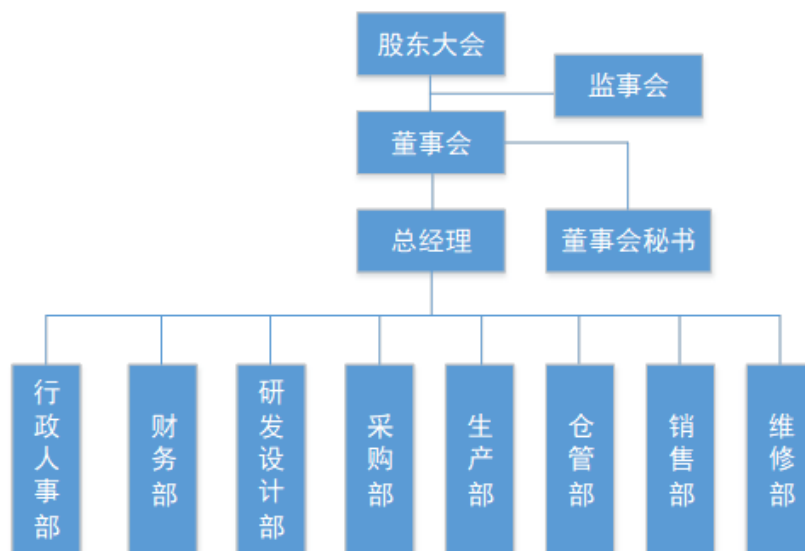 股东大会
监事会
董事会
总经理
董事会秘书
行政人事部
财务部
研发设计部
采购部
生产部
仓管部
销售部
维修部